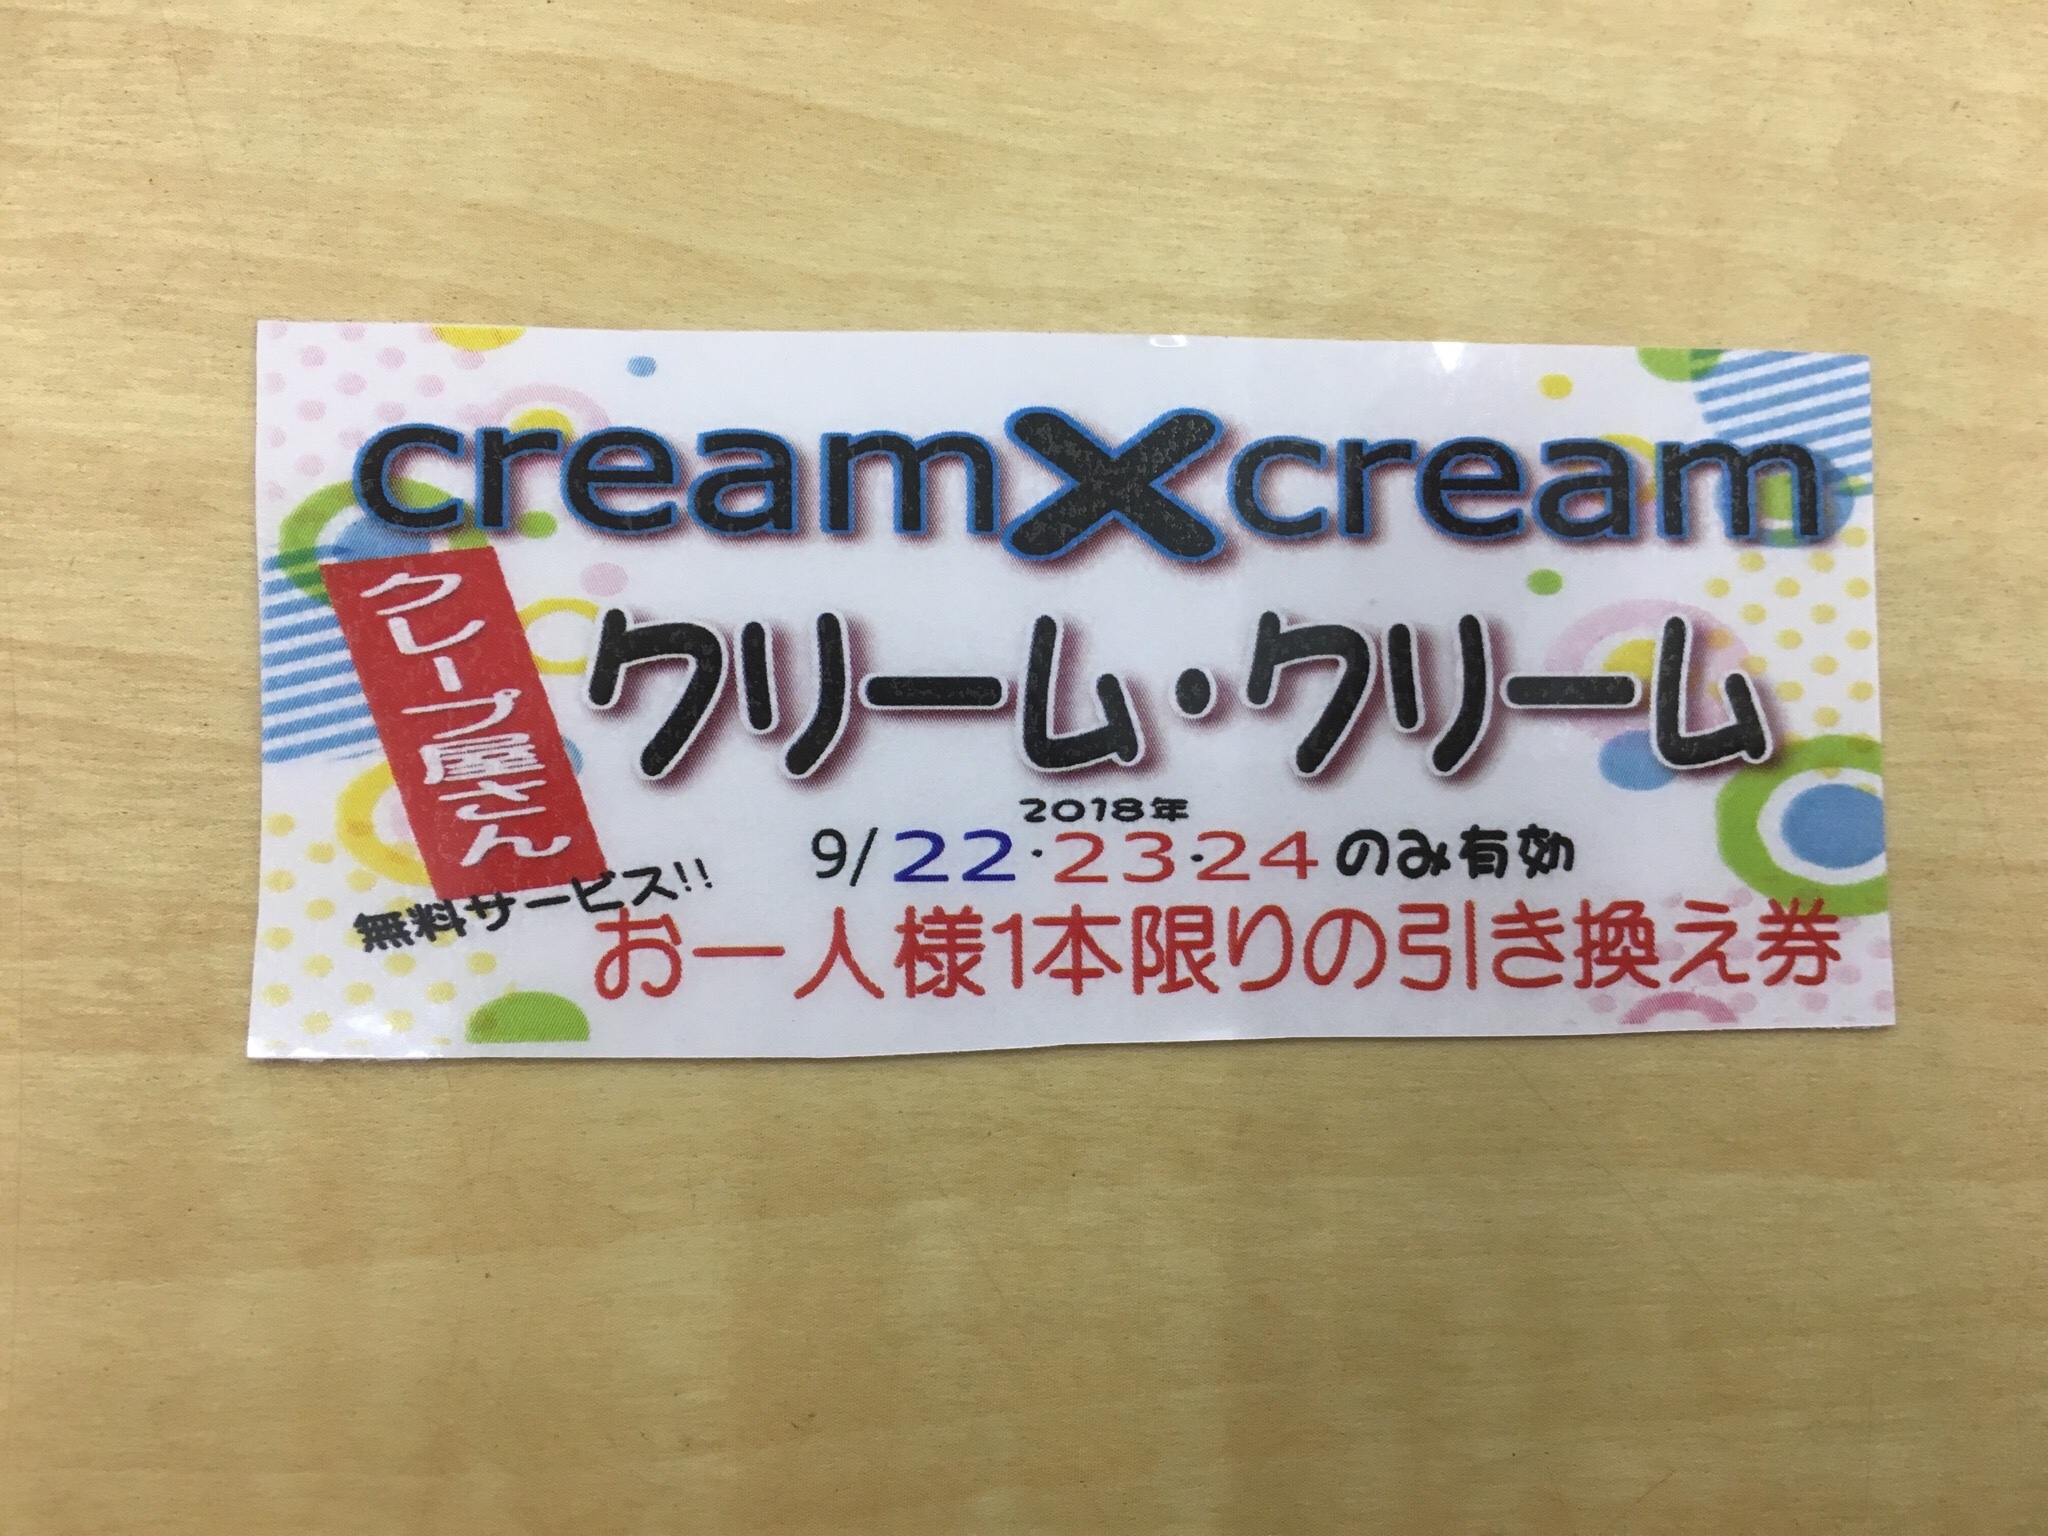 cream×cream
クレープ屋さん
クリーム・クリーム
2018年
9/22・23・24のみ有効
無料サービス!!
お一人様1本限りの引き換え券